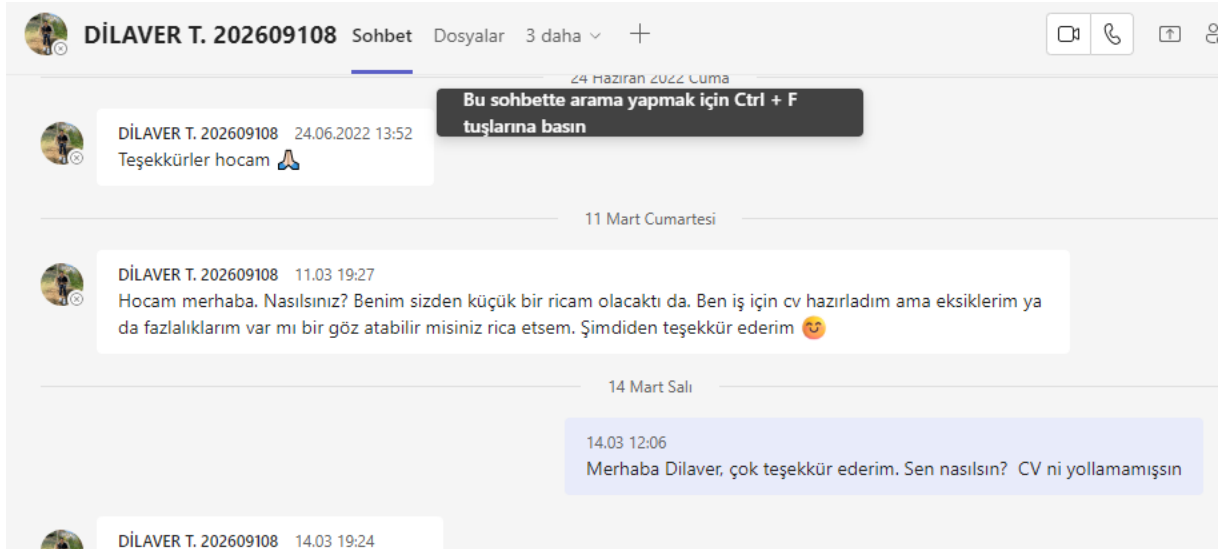 DİLAVER T. 202609108 Sohbet Dosyalar 3 daha
24 Haziran 2022 Cuma
Bu sohbette arama yapmak için Ctrl + F
tuşlarına basın
DİLAVER T. 202609108 24.06.2022 13:52
Teşekkürler hocam 🙏
11 Mart Cumartesi
DİLAVER T. 202609108 11.03 19:27
Hocam merhaba. Nasılsınız? Benim sizden küçük bir ricam olacaktı da. Ben iş için cv hazırladım ama eksiklerim ya
da fazlalıklarım var mı bir göz atabilir misiniz rica etsem. Şimdiden teşekkür ederim 😊
14 Mart Salı
14.03 12:06
Merhaba Dilaver, çok teşekkür ederim. Sen nasılsın? CV ni yollamamışsın
DİLAVER T. 202609108 14.03 19:24